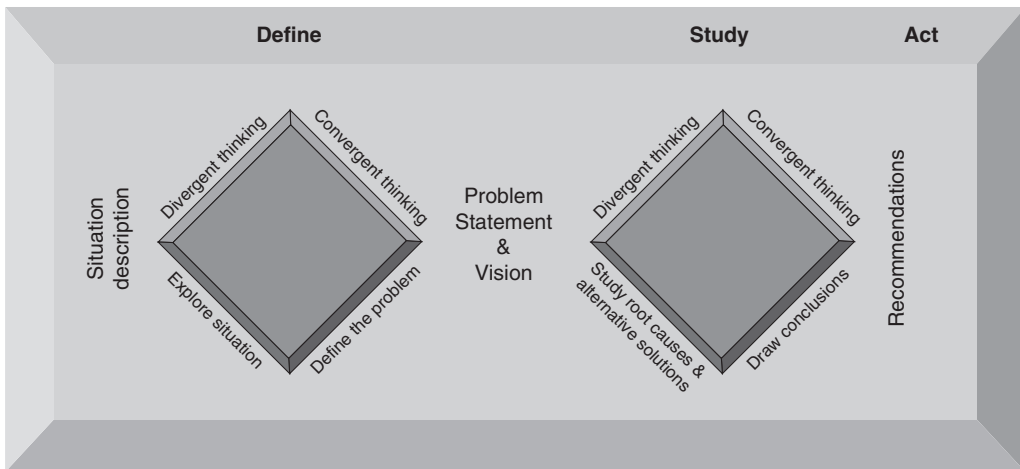 Define
Study
Act
Situation
description
Divergent thinking
Convergent thinking
Explore situation
Define the problem
Problem
Statement
&
Vision
Divergent thinking
Convergent thinking
Study root causes &
alternative solutions
Draw conclusions
Recommendations